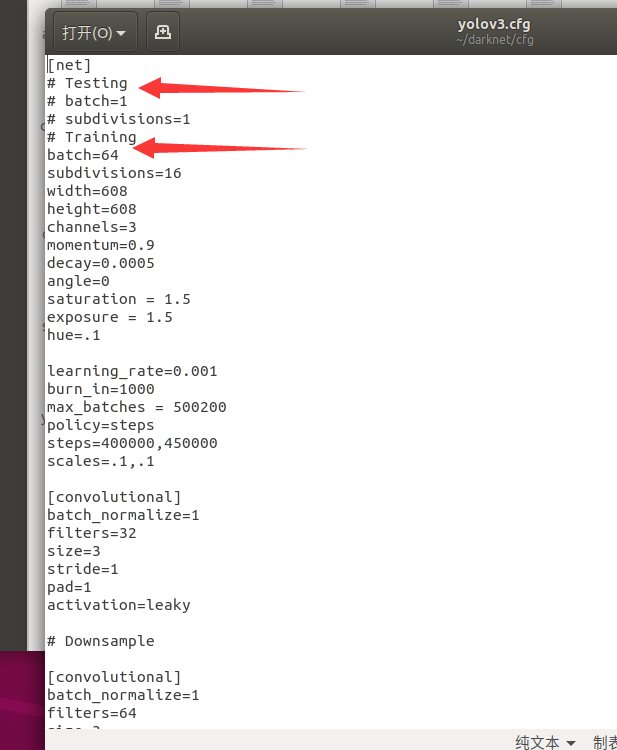 打开(O)
yolov3.cfg
~/darknet/cfg
[net]
# Testing
# batch=1
# subdivisions=1
# Training
batch=64
subdivisions=16
width=608
height=608
channels=3
momentum=0.9
decay=0.0005
angle=0
saturation = 1.5
exposure = 1.5
hue=.1
learning_rate=0.001
burn_in=1000
max_batches = 500200
policy=steps
steps=400000,450000
scales=.1,.1
[convolutional]
batch_normalize=1
filters=32
size=3
stride=1
pad=1
activation=leaky
# Downsample
[convolutional]
batch_normalize=1
filters=64
纯文本